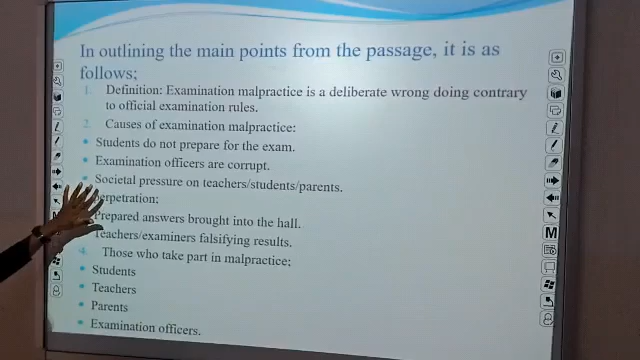 In outlining the main points from the passage, it is as
follows;
1. Definition: Examination malpractice is a deliberate wrong doing contrary
to official examination rules.
2. Causes of examination malpractice:
• Students do not prepare for the exam.
• Examination officers are corrupt.
• Societal pressure on teachers/students/parents.
perpetration;
Prepared answers brought into the hall.
Teachers/examiners falsifying results.
4. Those who take part in malpractice;
• Students
• Teachers
• Parents
• Examination officers.
M